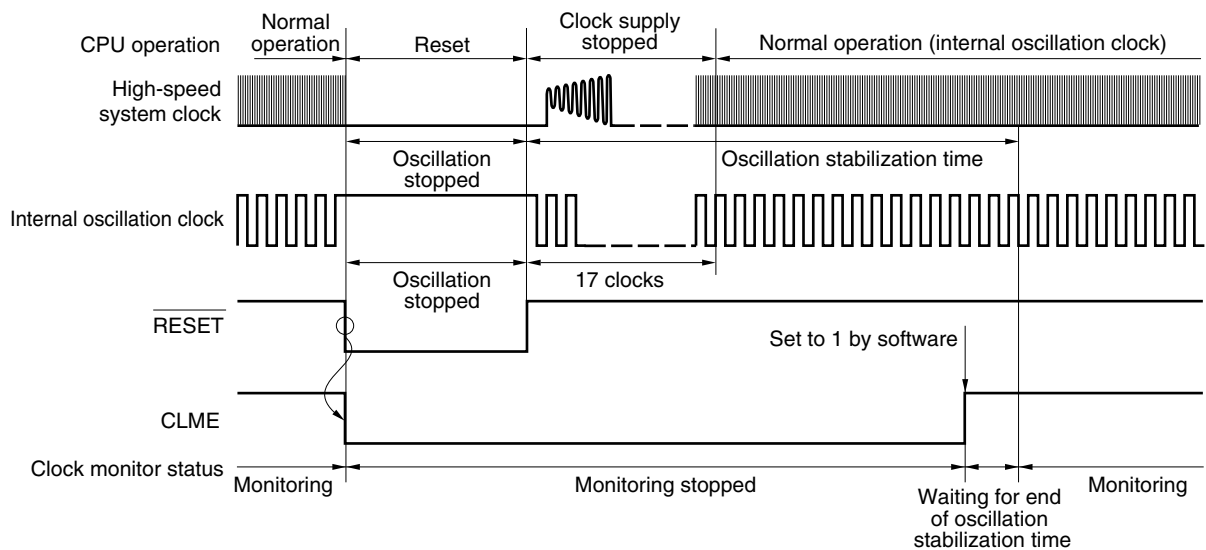 CPU operation
Normal
operation
Reset
Clock supply
stopped
Normal operation (internal oscillation clock)
High-speed
system clock
Oscillation
stopped
Oscillation stabilization time
Internal oscillation clock
Oscillation
stopped
17 clocks
RESET
Set to 1 by software
CLME
Clock monitor status
Monitoring
Monitoring stopped
Waiting for end
of oscillation
stabilization time
Monitoring